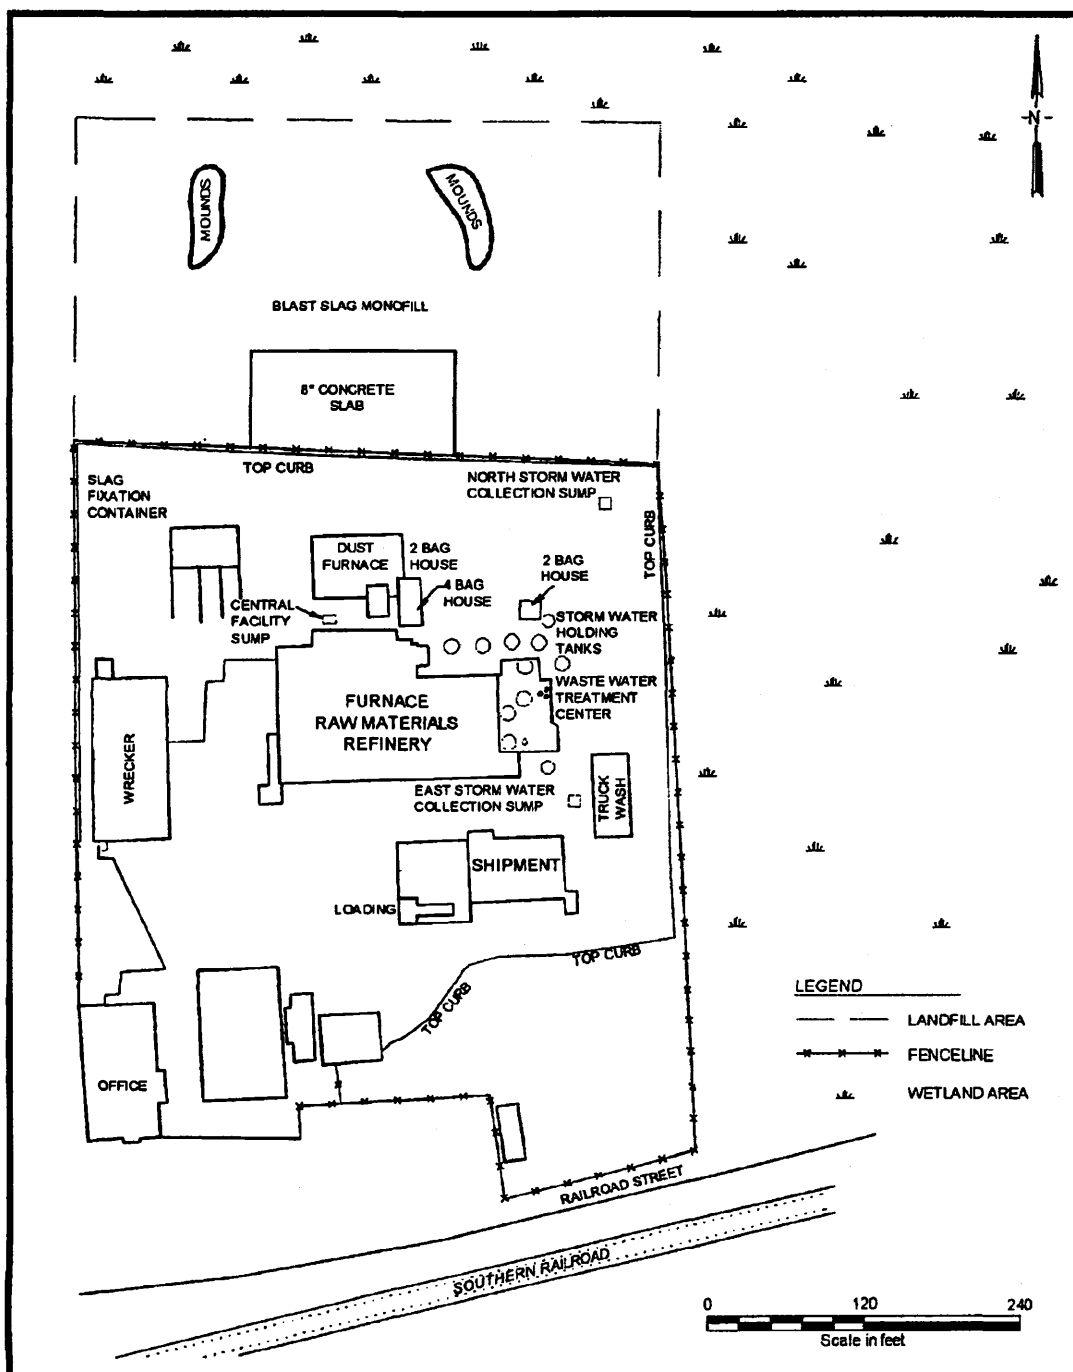 -N-
MOUNDS
MOUNDS
BLAST SLAG MONOFILL
8" CONCRETE
SLAB
TOP CURB
NORTH STORM WATER
COLLECTION SUMP
SLAG
FIXATION
CONTAINER
TOP CURB
DUST
FURNACE
2 BAG
HOUSE
4 BAG
HOUSE
2 BAG
HOUSE
CENTRAL
FACILITY
SUMP
STORM WATER
HOLDING
TANKS
WASTE WATER
TREATMENT
CENTER
FURNACE
RAW MATERIALS
REFINERY
WRECKER
EAST STORM WATER
COLLECTION SUMP
TRUCK
WASH
SHIPMENT
LOADING
TOP CURB
TOP CURB
OFFICE
LEGEND
LANDFILL AREA
FENCELINE
WETLAND AREA
RAILROAD STREET
SOUTHERN RAILROAD
0 120 240
Scale in feet